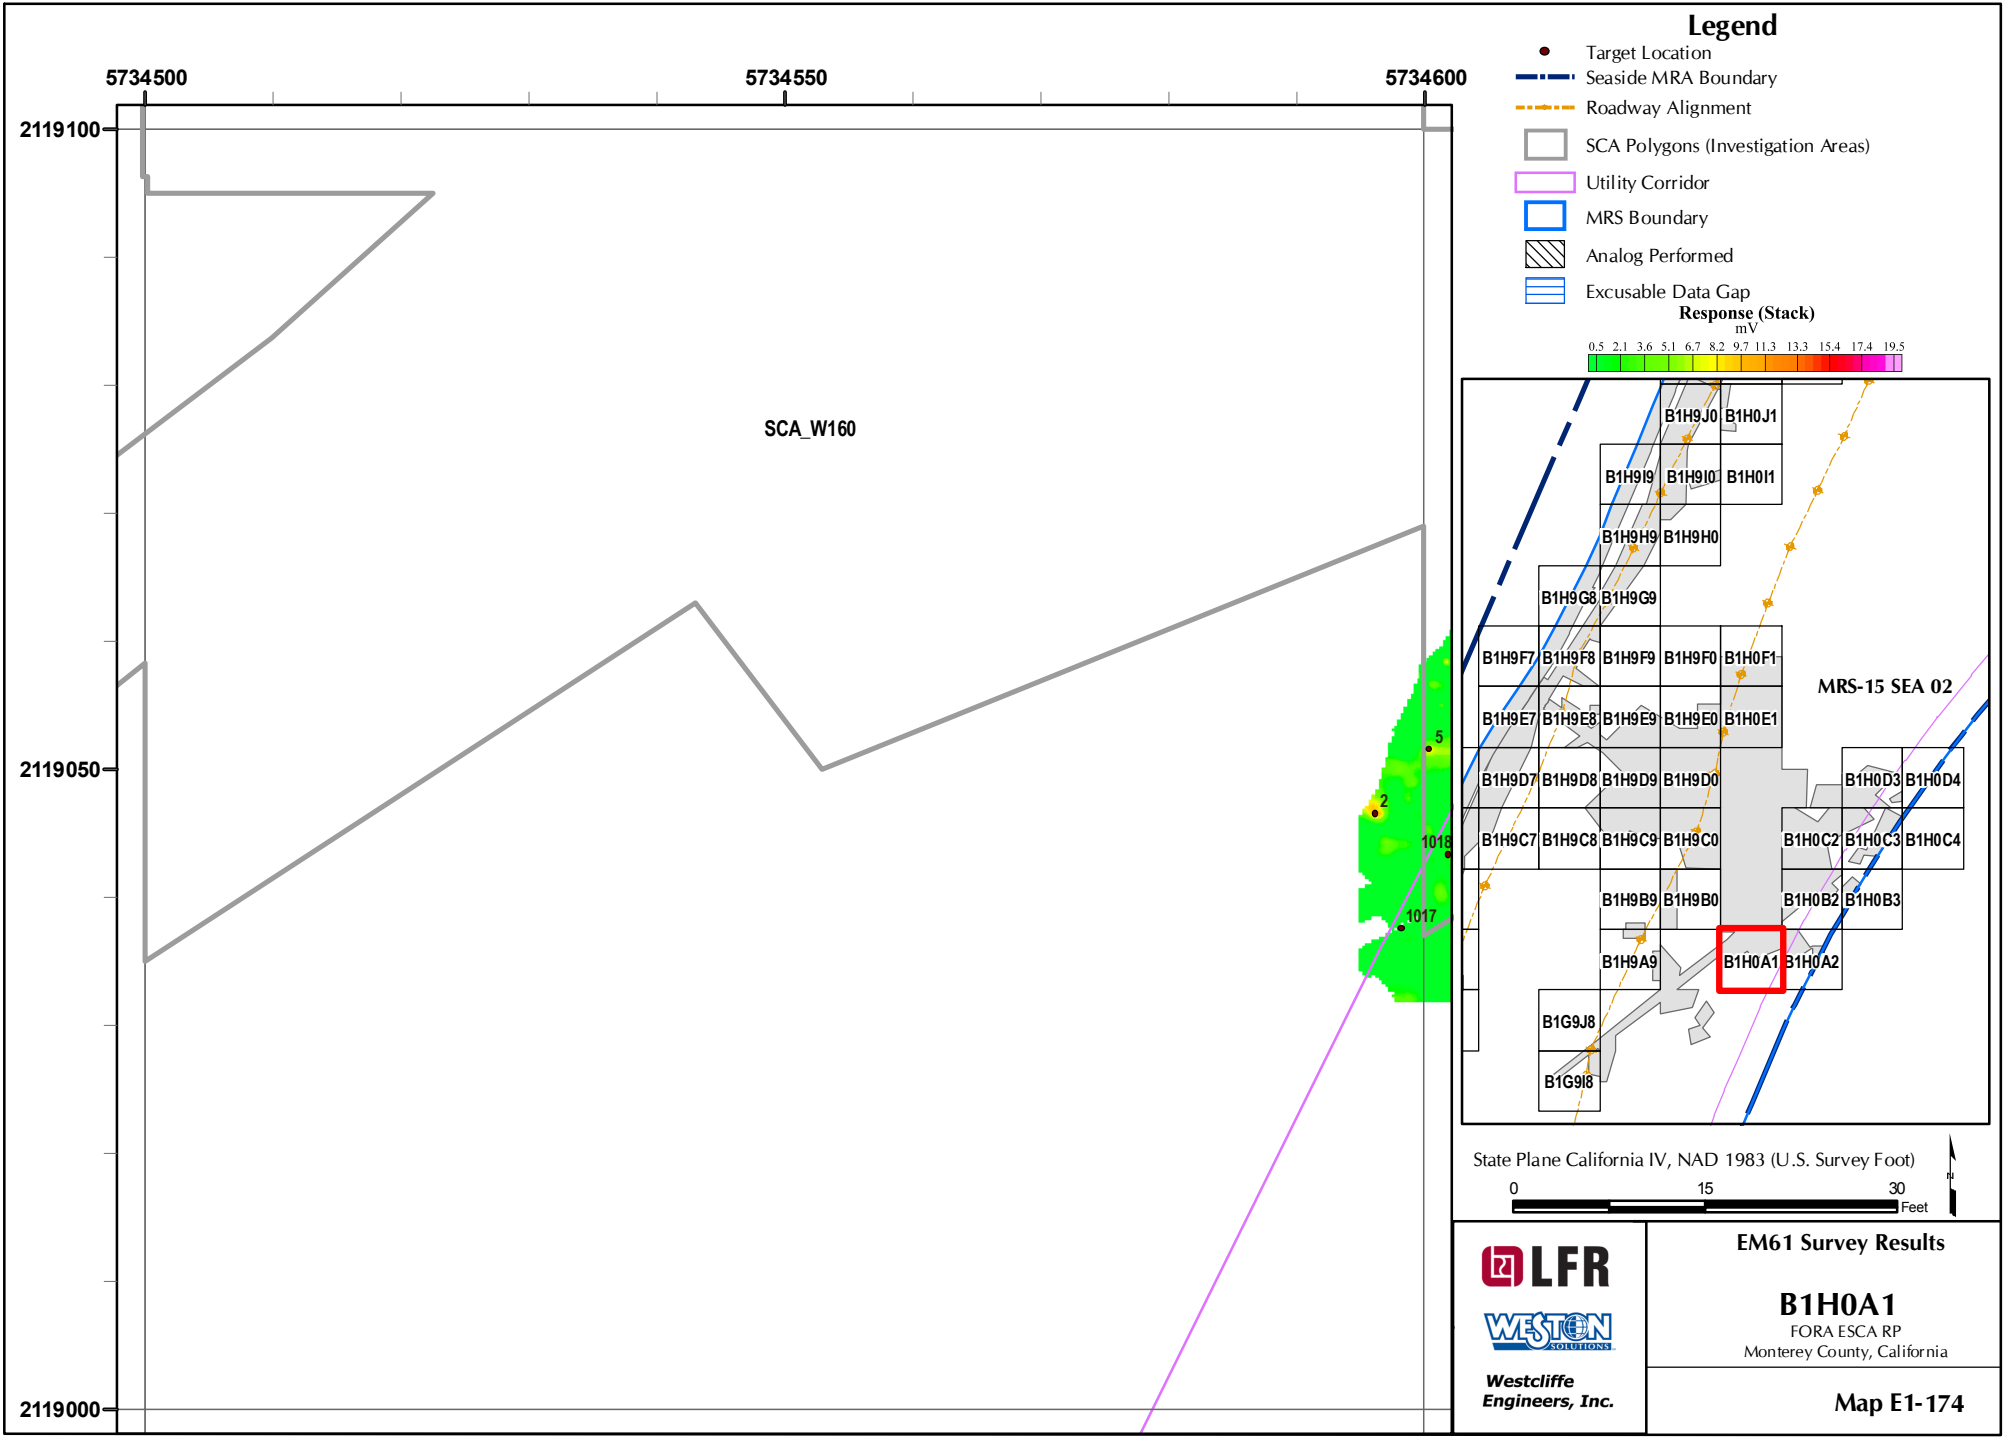 5734500 5734550 5734600
2119100
2119050
2119000
SCA_W160
5
2
1018
1017
Legend
Target Location
Seaside MRA Boundary
Roadway Alignment
SCA Polygons (Investigation Areas)
Utility Corridor
MRS Boundary
Analog Performed
Excusable Data Gap
Response (Stack)
mV
0.5 2.1 3.6 5.1 6.7 8.2 9.7 11.3 13.3 15.4 17.4 19.5
B1H9J0 B1H0J1
B1H9I9 B1H9I0 B1H0I1
B1H9H9 B1H9H0
B1H9G8 B1H9G9
B1H9F7 B1H9F8 B1H9F9 B1H9F0 B1H0F1
MRS-15 SEA 02
B1H9E7 B1H9E8 B1H9E9 B1H9E0 B1H0E1
B1H9D7 B1H9D8 B1H9D9 B1H9D0 B1H0D3 B1H0D4
B1H9C7 B1H9C8 B1H9C9 B1H9C0 B1H0C2 B1H0C3 B1H0C4
B1H9B9 B1H9B0 B1H0B2 B1H0B3
B1H9A9 B1H0A1 B1H0A2
B1G9J8
B1G9I8
State Plane California IV, NAD 1983 (U.S. Survey Foot)
N
0 15 30
Feet
LFR
WESTON
SOLUTIONS
Westcliffe
Engineers, Inc.
EM61 Survey Results
B1H0A1
FORA ESCA RP
Monterey County, California
Map E1-174